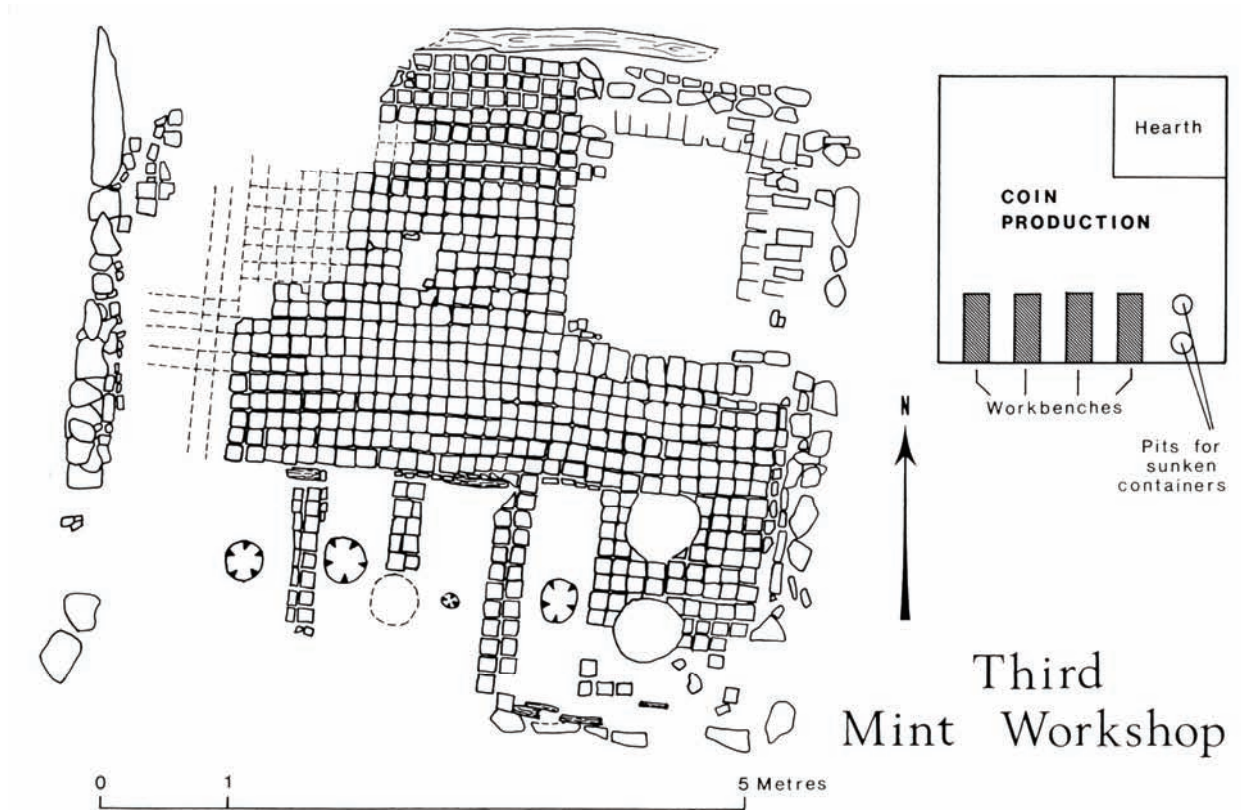 Hearth
COIN
PRODUCTION
Workbenches
Pits for
sunken
containers
N
Third
Mint Workshop
0 1 5 Metres